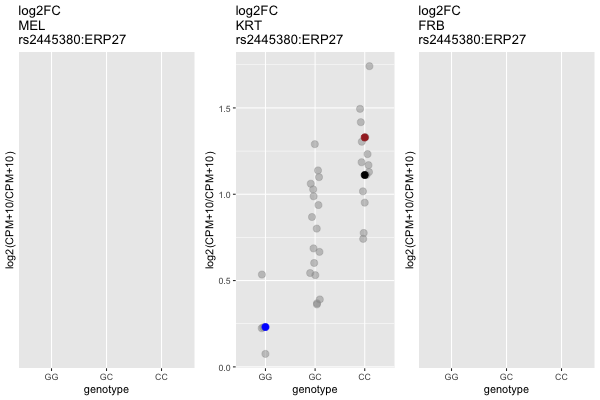 log2FC
MEL
rs2445380:ERP27
log2(CPM+10/CPM+10)
GG
GC
CC
genotype
log2FC
KRT
rs2445380:ERP27
log2(CPM+10/CPM+10)
1.5
1.0
0.5
0.0
GG
GC
CC
genotype
log2FC
FRB
rs2445380:ERP27
log2(CPM+10/CPM+10)
GG
GC
CC
genotype